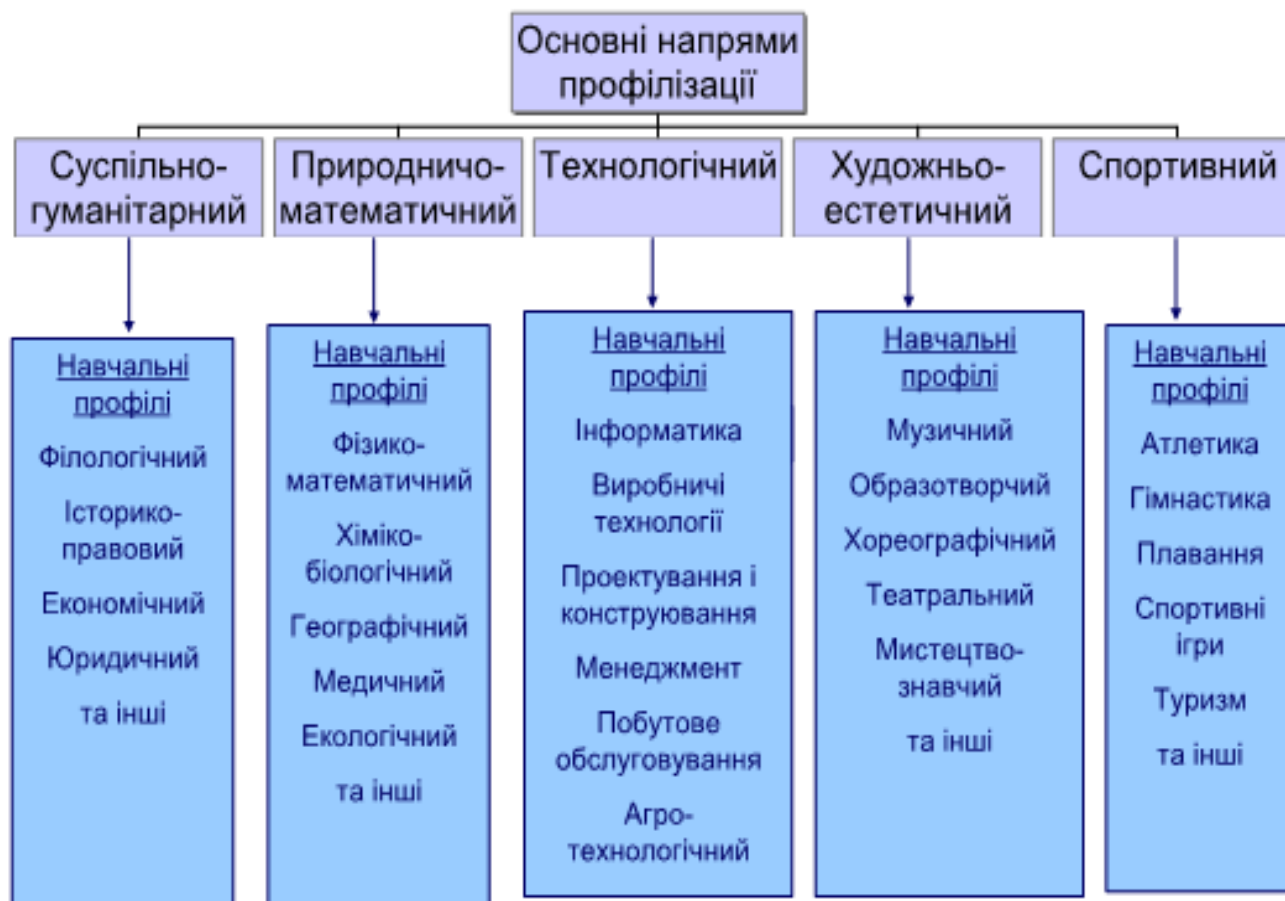 Основні напрями
профілізації
Суспільно-
гуманітарний
Природничо-
математичний
Технологічний
Художньо-
естетичний
Спортивний
Навчальні
профілі
Філологічний
Історико-
правовий
Економічний
Юридичний
та інші
Навчальні
профілі
Фізико-
математичний
Хіміко-
біологічний
Географічний
Медичний
Екологічний
та інші
Навчальні
профілі
Інформатика
Виробничі
технології
Проектування і
конструювання
Менеджмент
Побутове
обслуговування
Агро-
технологічний
Навчальні
профілі
Музичний
Образотворчий
Хореографічний
Театральний
Мистецтво-
знавчий
та інші
Навчальні
профілі
Атлетика
Гімнастика
Плавання
Спортивні
ігри
Туризм
та інші